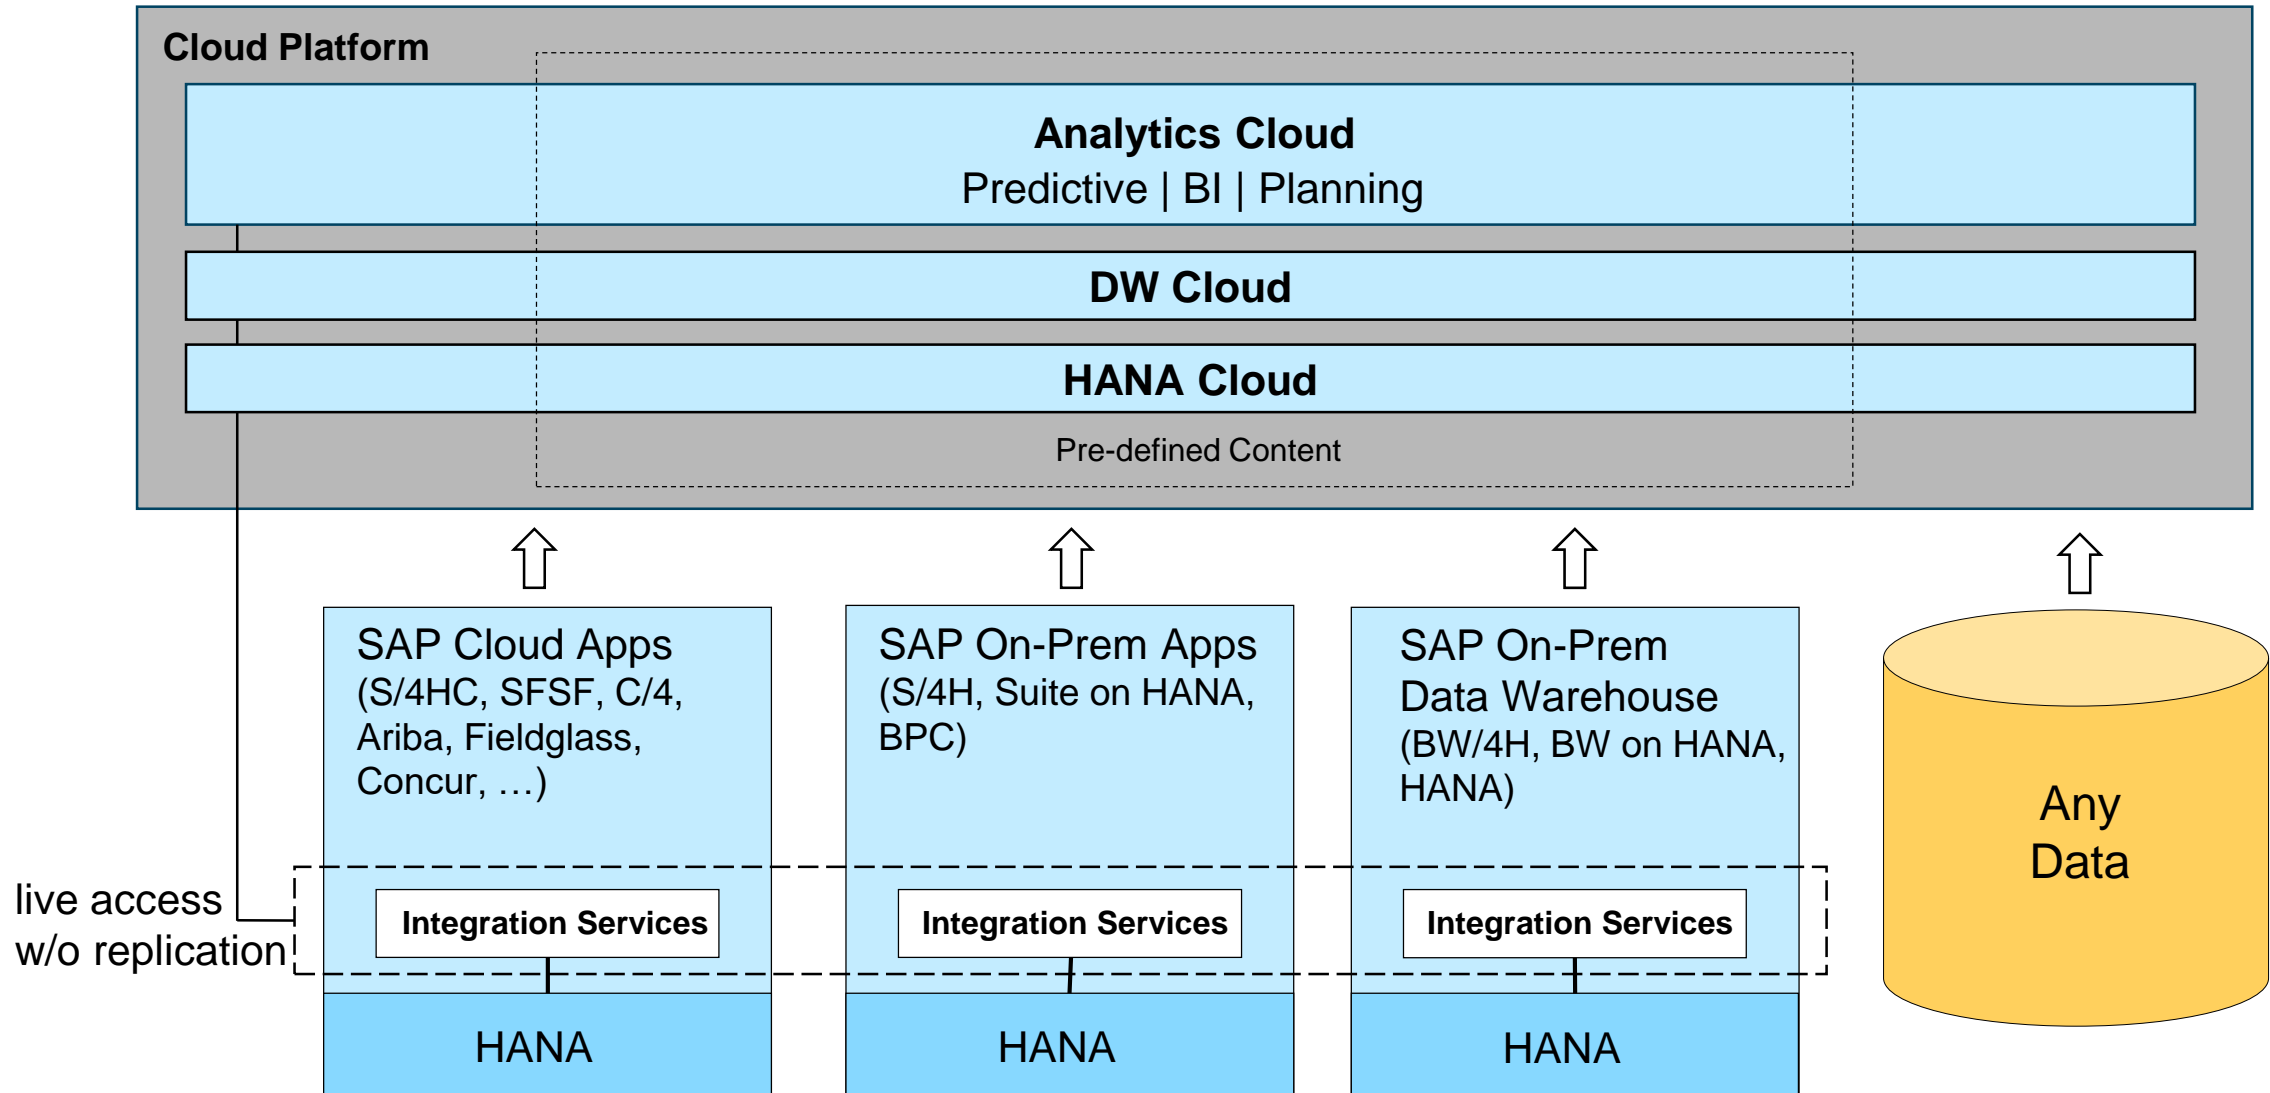 Cloud Platform
Analytics Cloud
Predictive | BI | Planning
DW Cloud
HANA Cloud
Pre-defined Content
SAP Cloud Apps
(S/4HC, SFSF, C/4,
Ariba, Fieldglass,
Concur, …)
SAP On-Prem Apps
(S/4H, Suite on HANA,
BPC)
SAP On-Prem
Data Warehouse
(BW/4H, BW on HANA,
HANA)
Any
Data
live access
w/o replication
Integration Services
Integration Services
Integration Services
HANA
HANA
HANA